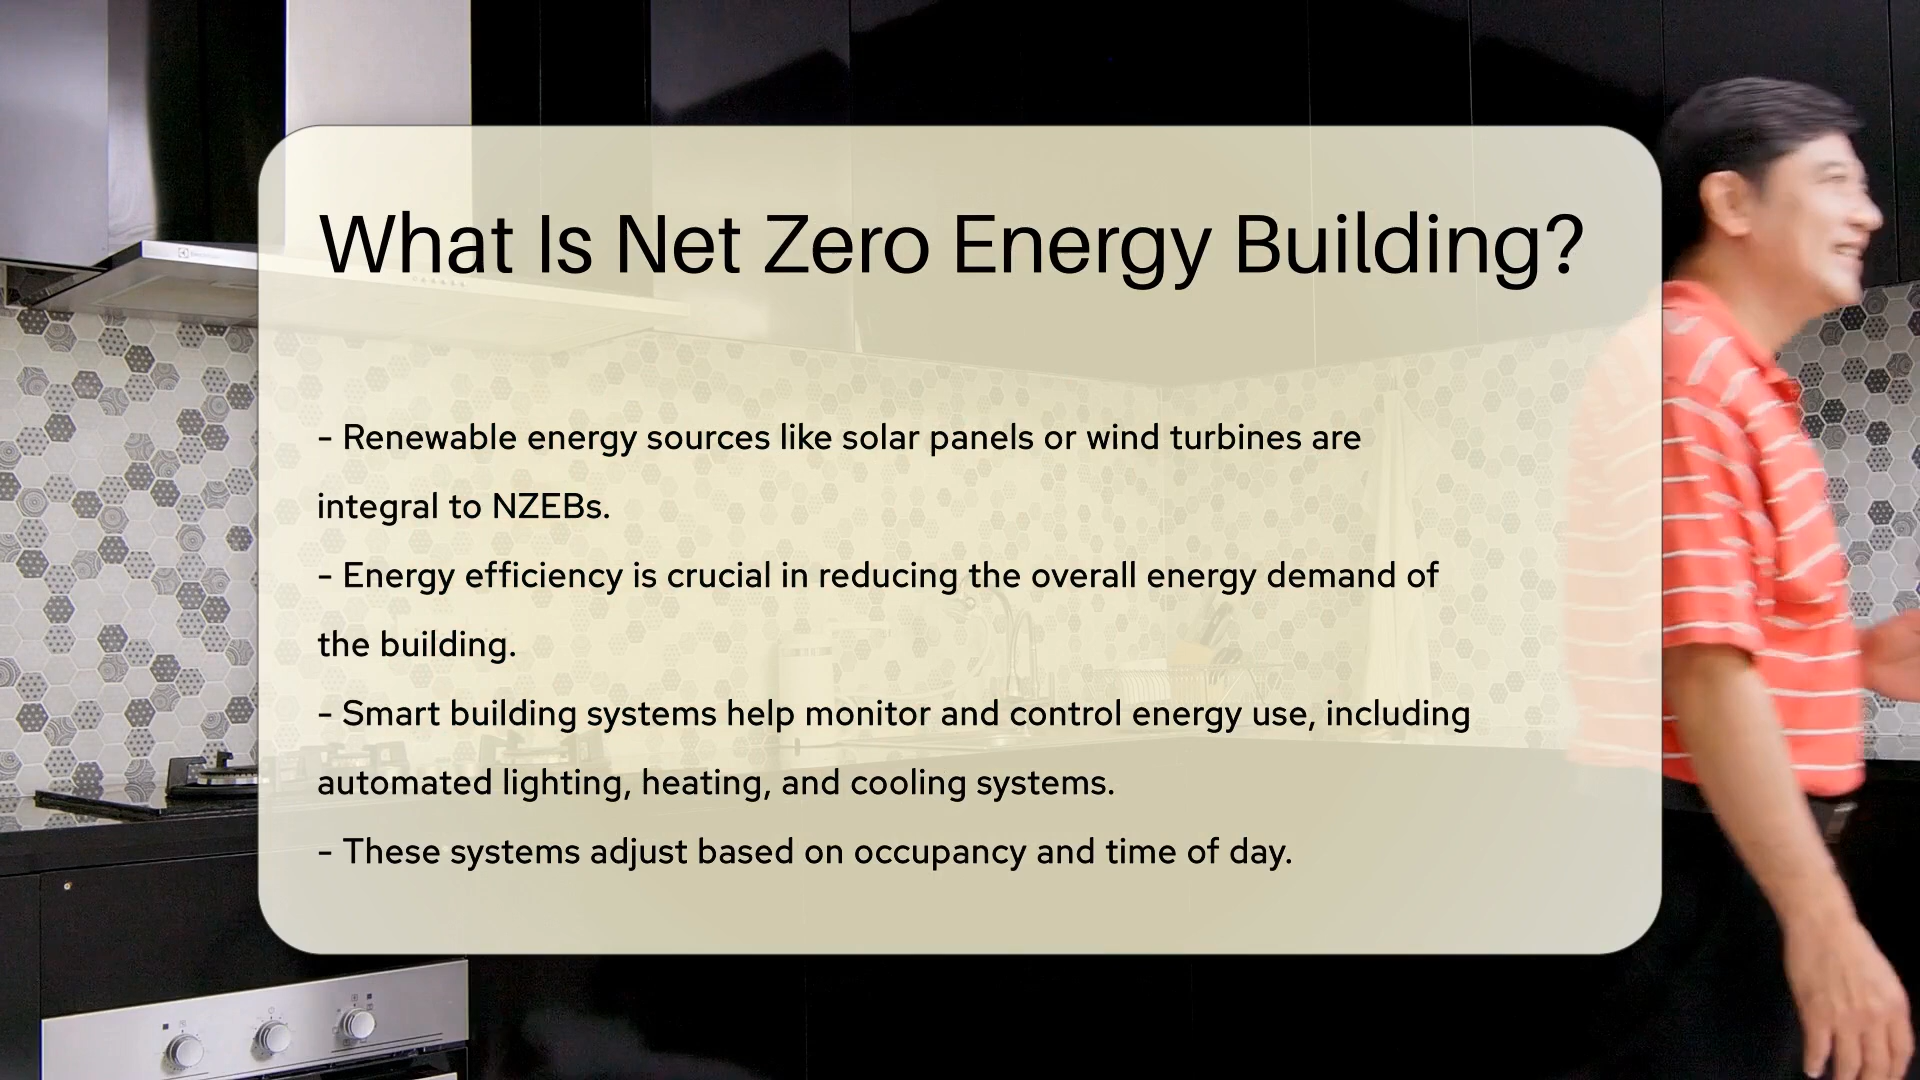 What Is Net Zero Energy Building?
- Renewable energy sources like solar panels or wind turbines are
integral to NZEBs.
- Energy efficiency is crucial in reducing the overall energy demand of
the building.
- Smart building systems help monitor and control energy use, including
automated lighting, heating, and cooling systems.
- These systems adjust based on occupancy and time of day.